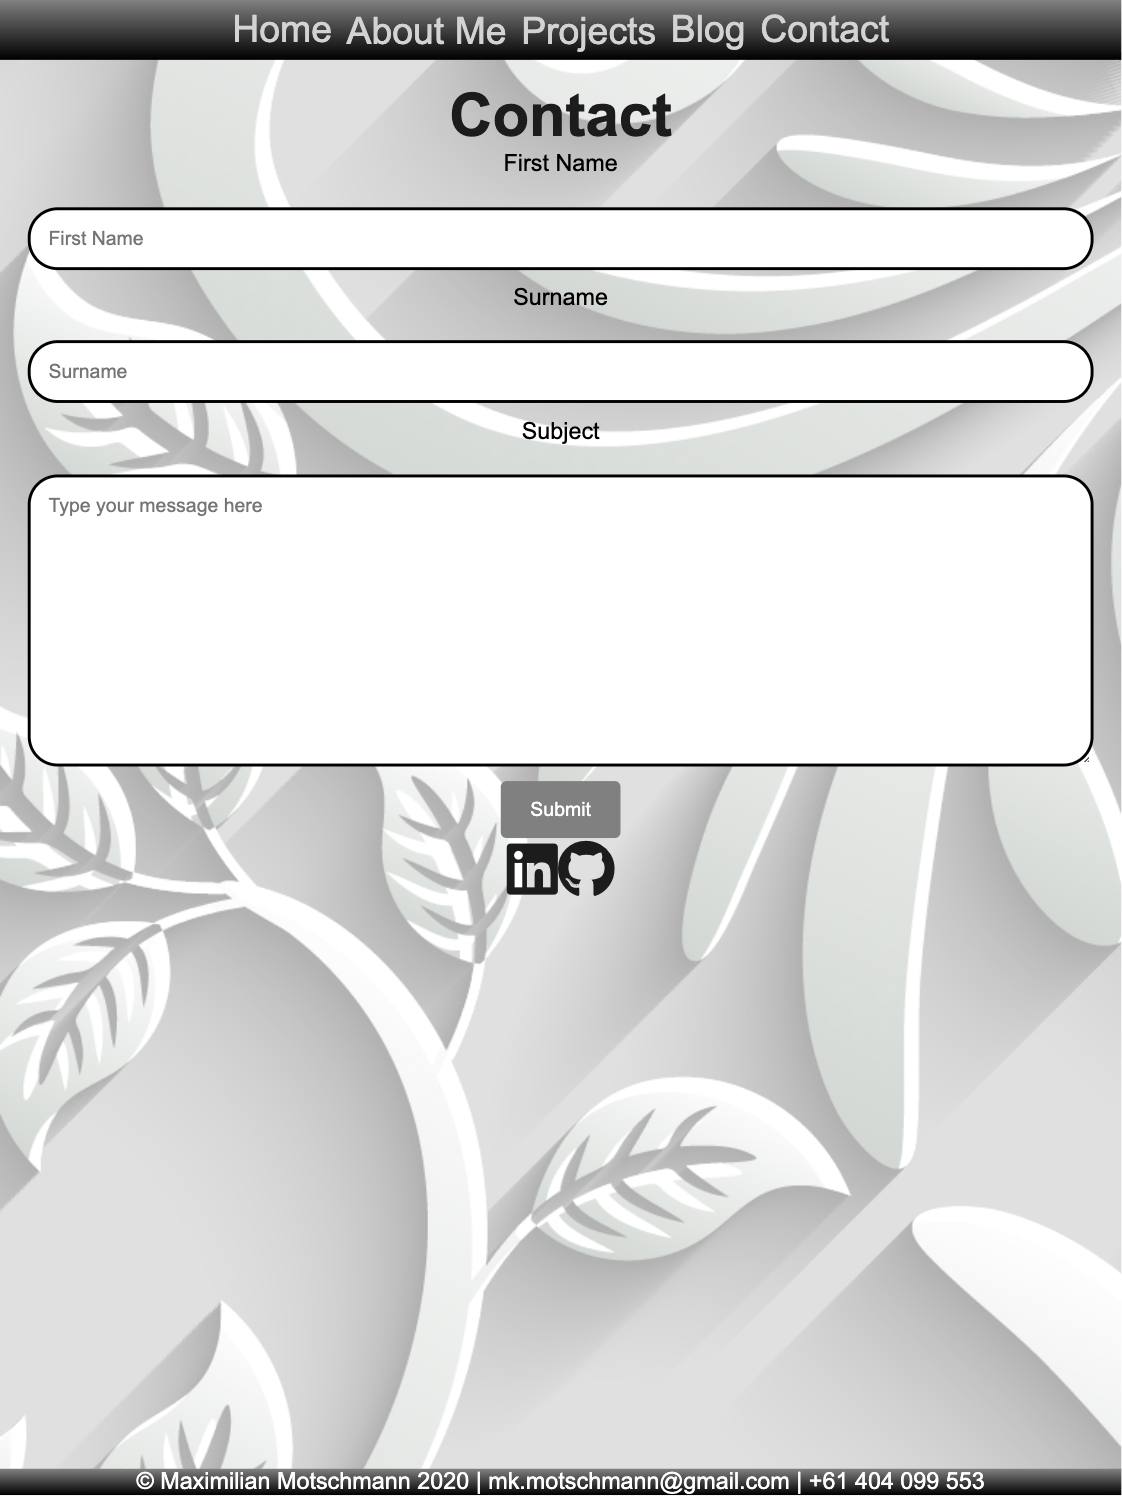 Home About Me Projects Blog Contact
Contact
First Name
First Name
Surname
Surname
Subject
Type your message here
Submit
in
© Maximilian Motschmann 2020 | mk.motschmann@gmail.com | +61 404 099 553